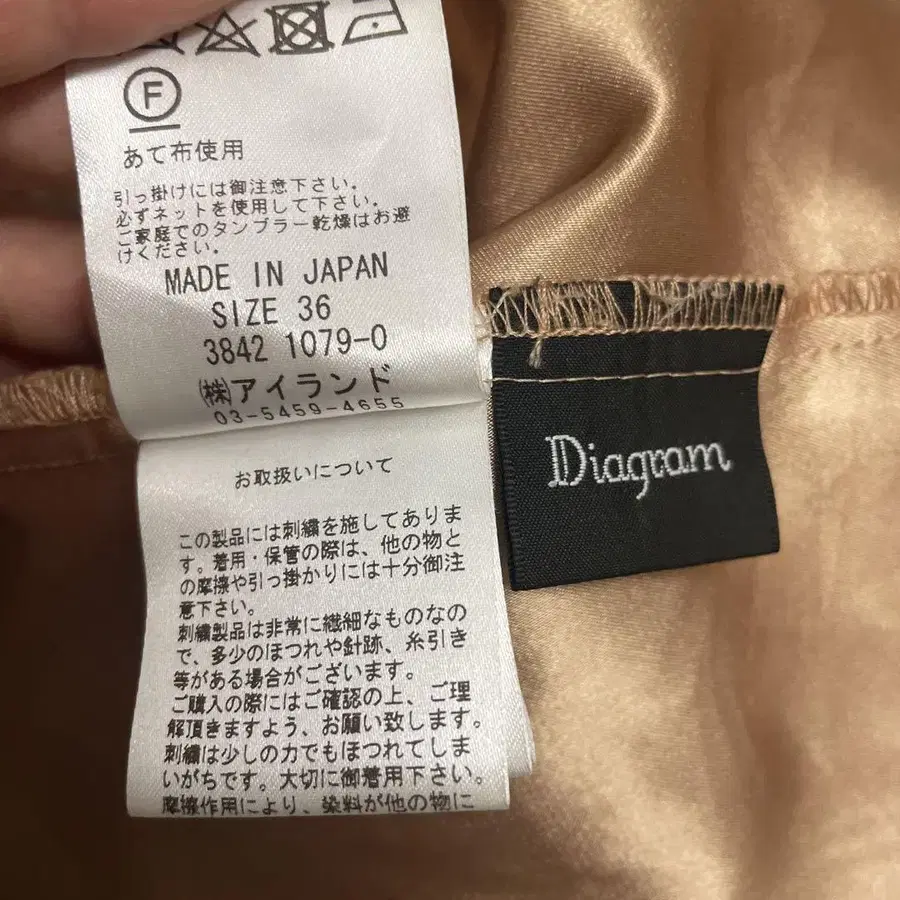 F
あて布使用
引っ掛けには御注意下さい。
必ずネットを使用して下さい。
ご家庭でのタンブラー乾燥はお避
けください。
MADE IN JAPAN
SIZE 36
3842 1079-0
㈱アイランド
03-5459-4655
お取扱いについて
この製品には刺繍を施してありま
す。着用・保管の際は、他の物と
の摩擦や引っ掛かりには十分御注
意下さい。
刺繍製品は非常に繊細なものなの
で、多少のほつれや針跡、糸引き
等がある場合がございます。
ご購入の際にはご確認の上、ご理
解頂きますよう、お願い致します。
刺繍は少しの力でもほつれてしま
いがちです。大切に御着用下さい。
摩擦作用により、染料が他の物に
Diagram